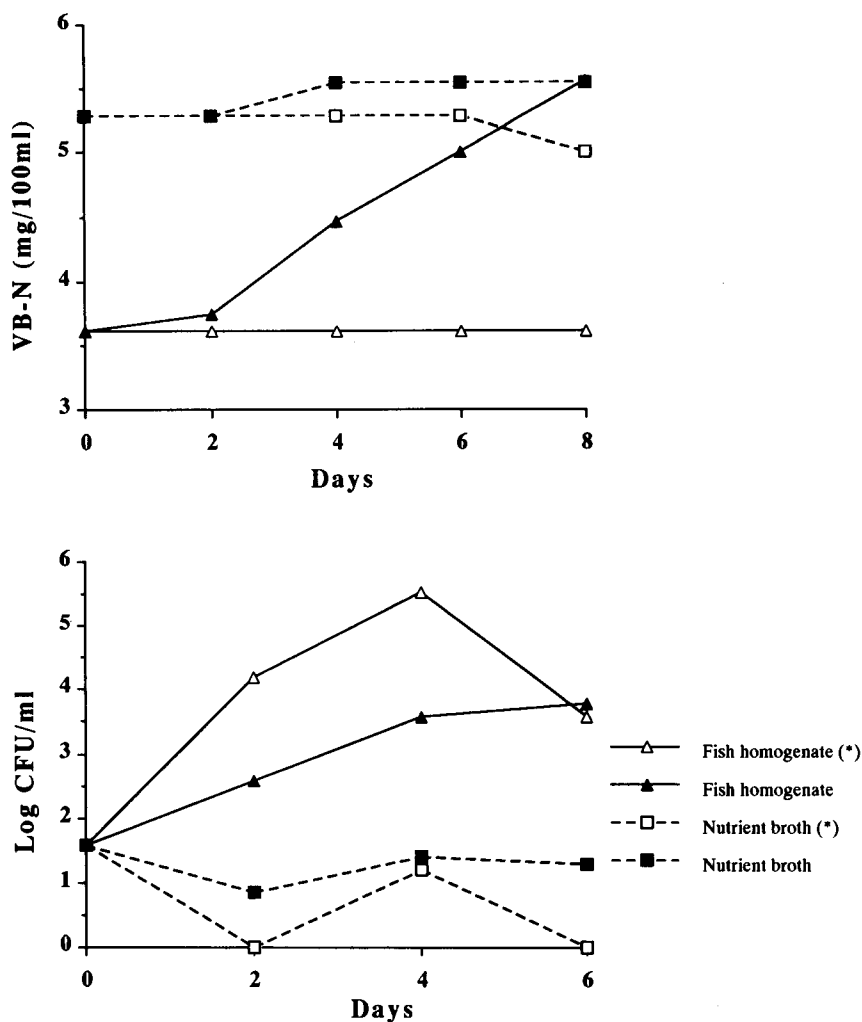 6
5
4
3
VB-N (mg/100ml)
0 2 4 6 8
Days
6
5
4
3
2
1
0
Log CFU/ml
0 2 4 6
Days
Fish homogenate (*)
Fish homogenate
Nutrient broth (*)
Nutrient broth